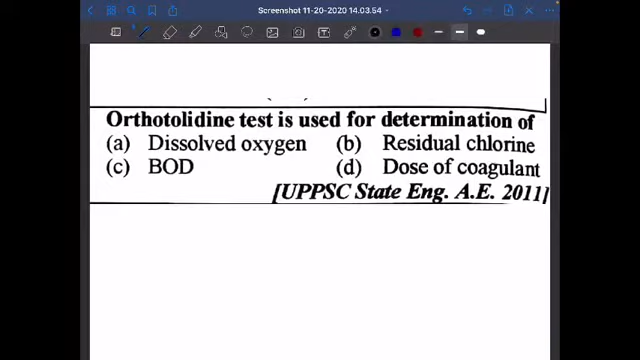 Screenshot 11-20-2020 14.03.54
Orthotolidine test is used for determination of
(a) Dissolved oxygen (b) Residual chlorine
(c) BOD (d) Dose of coagulant
[UPPSC State Eng. A.E. 2011]